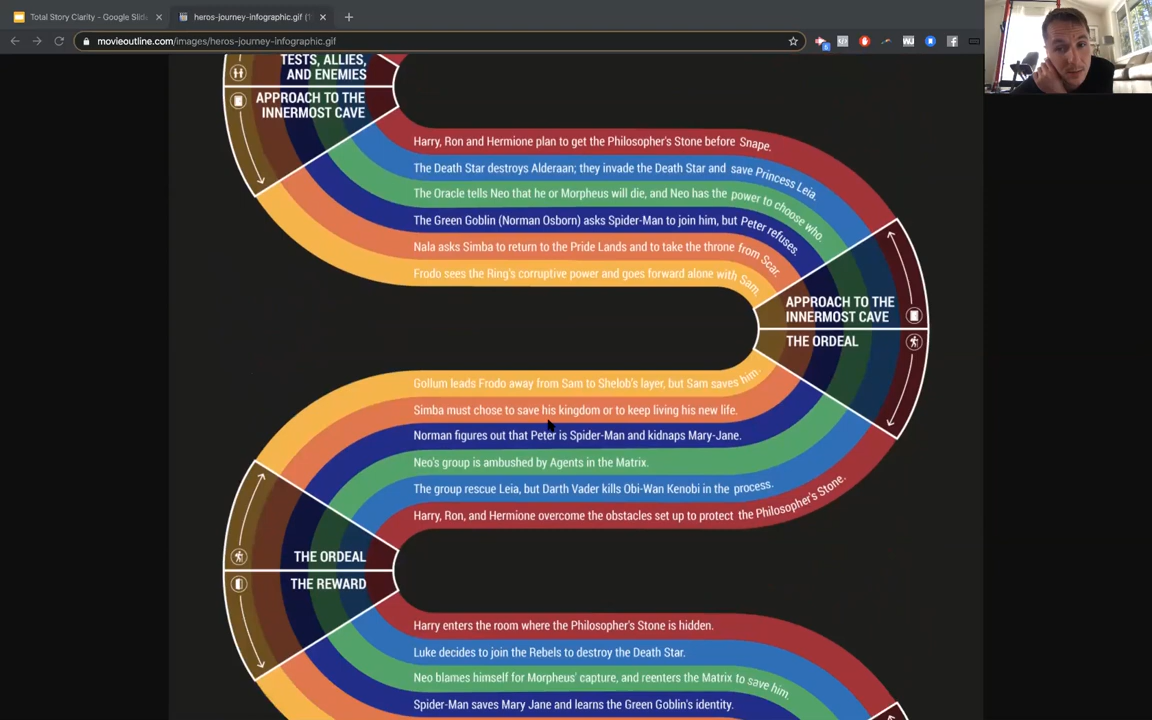 Total Story Clarity - Google Slid
heros-journey-infographic.gif (1
movieoutline.com/images/heros-journey-infographic.gif
TESTS, ALLIES,
AND ENEMIES
APPROACH TO THE
INNERMOST CAVE
Harry, Ron and Hermione plan to get the Philosopher's Stone before Snape.
The Death Star destroys Alderaan; they invade the Death Star and save Princess Leia.
The Oracle tells Neo that he or Morpheus will die, and Neo has the power to choose who.
The Green Goblin (Norman Osborn) asks Spider-Man to join him, but Peter refuses.
Nala asks Simba to return to the Pride Lands and to take the throne from Scar.
Frodo sees the Ring's corruptive power and goes forward alone with Sam.
APPROACH TO THE
INNERMOST CAVE
THE ORDEAL
Gollum leads Frodo away from Sam to Shelob's layer, but Sam saves him.
Simba must chose to save his kingdom or to keep living his new life.
Norman figures out that Peter is Spider-Man and kidnaps Mary-Jane.
Neo's group is ambushed by Agents in the Matrix.
The group rescue Leia, but Darth Vader kills Obi-Wan Kenobi in the process.
Harry, Ron, and Hermione overcome the obstacles set up to protect the Philosopher's Stone.
THE ORDEAL
THE REWARD
Harry enters the room where the Philosopher's Stone is hidden.
Luke decides to join the Rebels to destroy the Death Star.
Neo blames himself for Morpheus' capture, and reenters the Matrix to save him.
Spider-Man saves Mary Jane and learns the Green Goblin's identity.